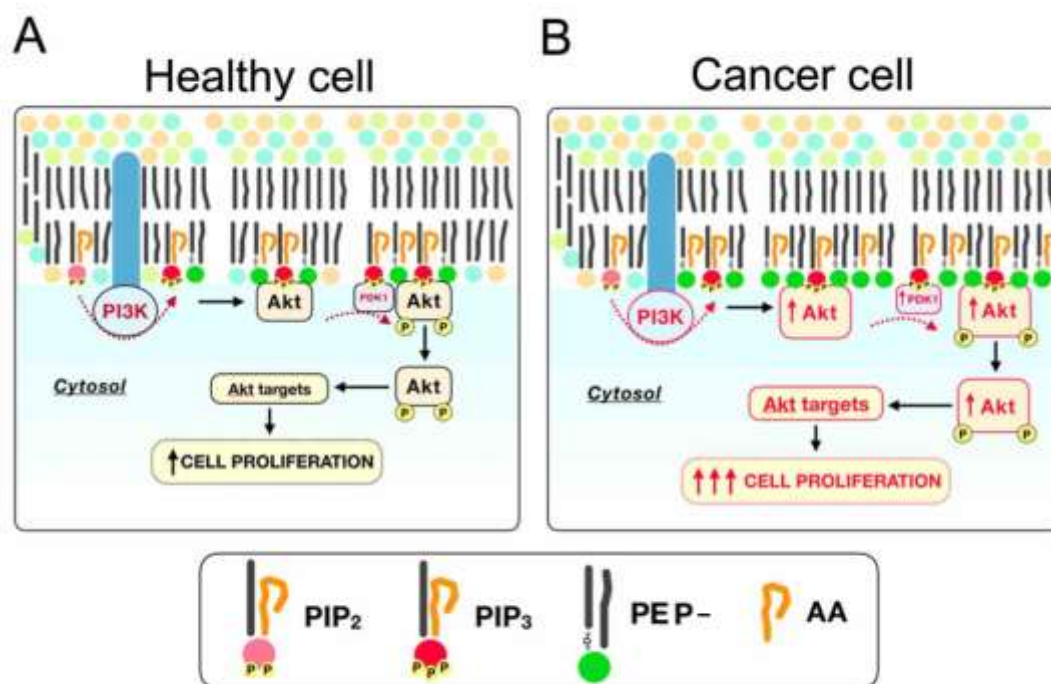 A
Healthy cell
PI3K
Akt
PDK1
Akt
P P
Akt
P P
Cytosol
Akt targets
↑CELL PROLIFERATION
B
Cancer cell
PI3K
↑ Akt
↑PDK1
↑ Akt
P P
↑ Akt
P P
Cytosol
Akt targets
↑↑↑ CELL PROLIFERATION
PIP₂
P P
PIP₃
P P P
PE P–
AA